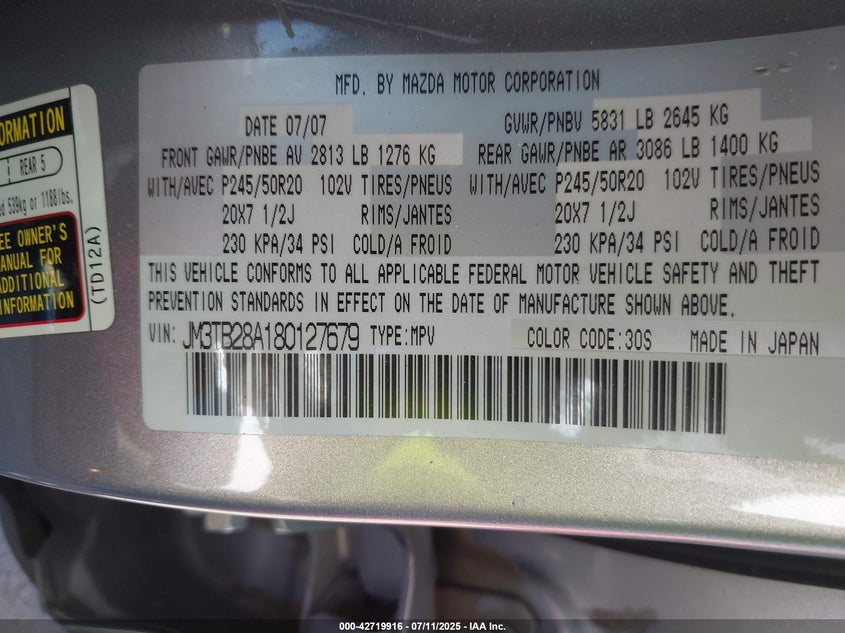 MFD. BY MAZDA MOTOR CORPORATION
DATE 07/07
GVWR/PNBV 5831 LB 2645 KG
FRONT GAWR/PNBE AV 2813 LB 1276 KG
REAR GAWR/PNBE AR 3086 LB 1400 KG
WITH/AVEC P245/50R20 102V TIRES/PNEUS
WITH/AVEC P245/50R20 102V TIRES/PNEUS
20X7 1/2J RIMS/JANTES
20X7 1/2J RIMS/JANTES
230 KPA/34 PSI COLD/A FROID
230 KPA/34 PSI COLD/A FROID
THIS VEHICLE CONFORMS TO ALL APPLICABLE FEDERAL MOTOR VEHICLE SAFETY AND THEFT
PREVENTION STANDARDS IN EFFECT ON THE DATE OF MANUFACTURE SHOWN ABOVE.
VIN: JM3TB28A180127679 TYPE:MPV COLOR CODE:30S MADE IN JAPAN
REAR 5
539kg or 1188lbs.
OWNER'S
FOR
INFORMATION
(TD12A)
000-42719916 - 07/11/2025 - IAA Inc.